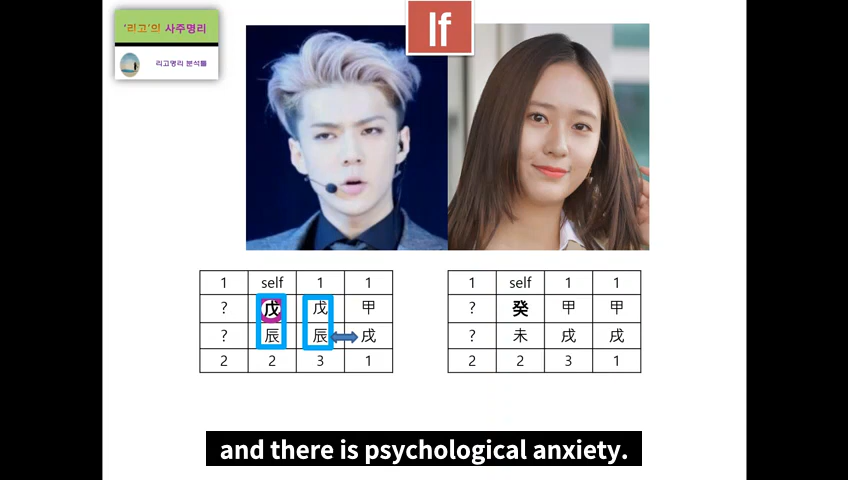 '리고'의 사주명리
리고명리 분석틀
If
1 self 1 1
? 戊 戊 甲
? 辰 辰 戌
2 2 3 1
1 self 1 1
? 癸 甲 甲
? 未 戌 戌
2 2 3 1
and there is psychological anxiety.